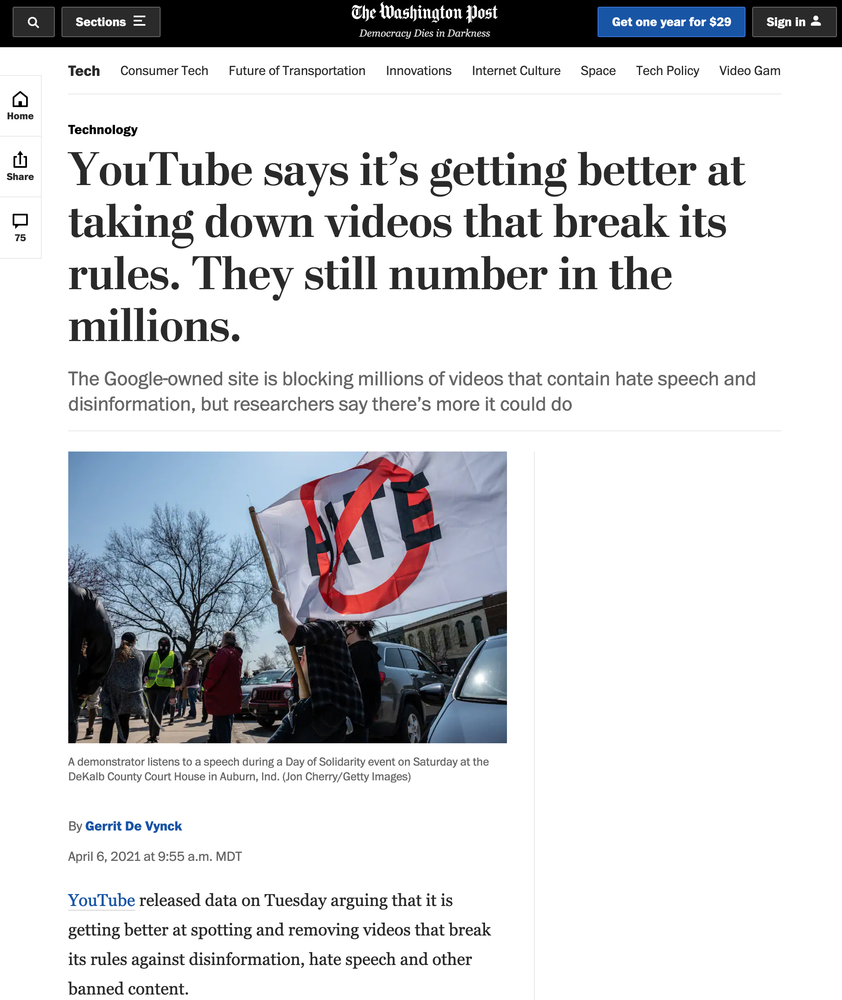 Sections
The Washington Post
Democracy Dies in Darkness
Get one year for $29
Sign in
Tech Consumer Tech Future of Transportation Innovations Internet Culture Space Tech Policy Video Gam
Home
Share
75
Technology
YouTube says it’s getting better at
taking down videos that break its
rules. They still number in the
millions.
The Google-owned site is blocking millions of videos that contain hate speech and
disinformation, but researchers say there’s more it could do
HATE
A demonstrator listens to a speech during a Day of Solidarity event on Saturday at the
DeKalb County Court House in Auburn, Ind. (Jon Cherry/Getty Images)
By Gerrit De Vynck
April 6, 2021 at 9:55 a.m. MDT
YouTube released data on Tuesday arguing that it is
getting better at spotting and removing videos that break
its rules against disinformation, hate speech and other
banned content.